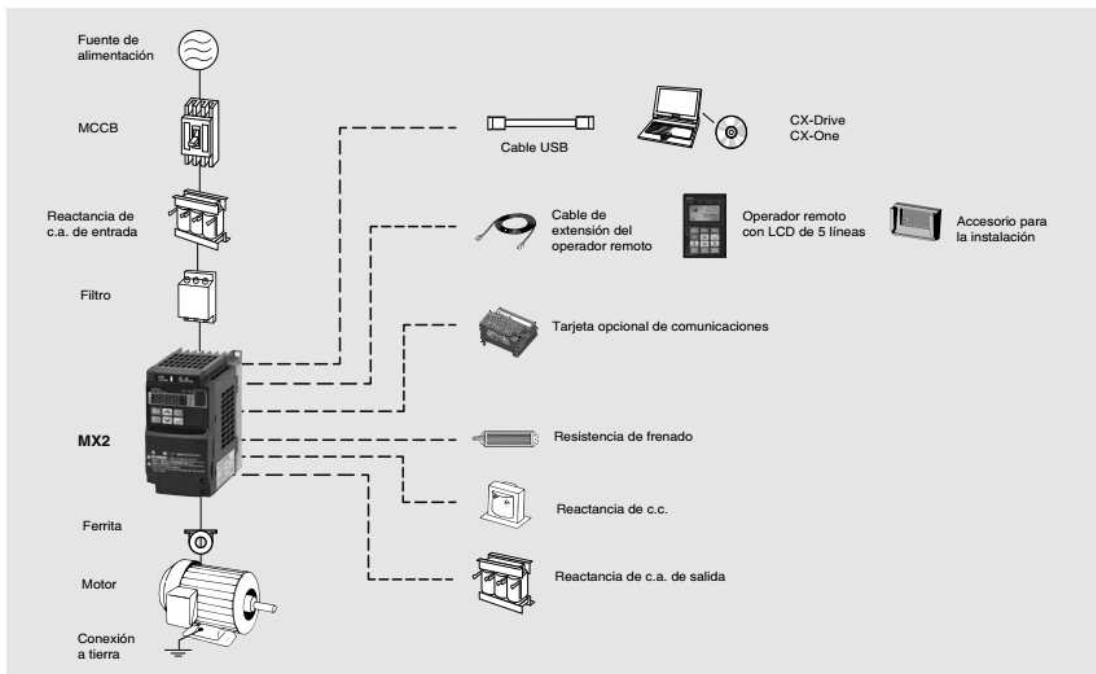 Fuente de
alimentación
MCCB
Reactancia de
c.a. de entrada
Filtro
MX2
Ferrita
Motor
Conexión
a tierra
Cable USB
CX-Drive
CX-One
Cable de
extensión del
operador remoto
Operador remoto
con LCD de 5 líneas
Accesorio para
la instalación
Tarjeta opcional de comunicaciones
Resistencia de frenado
Reactancia de c.c.
Reactancia de c.a. de salida